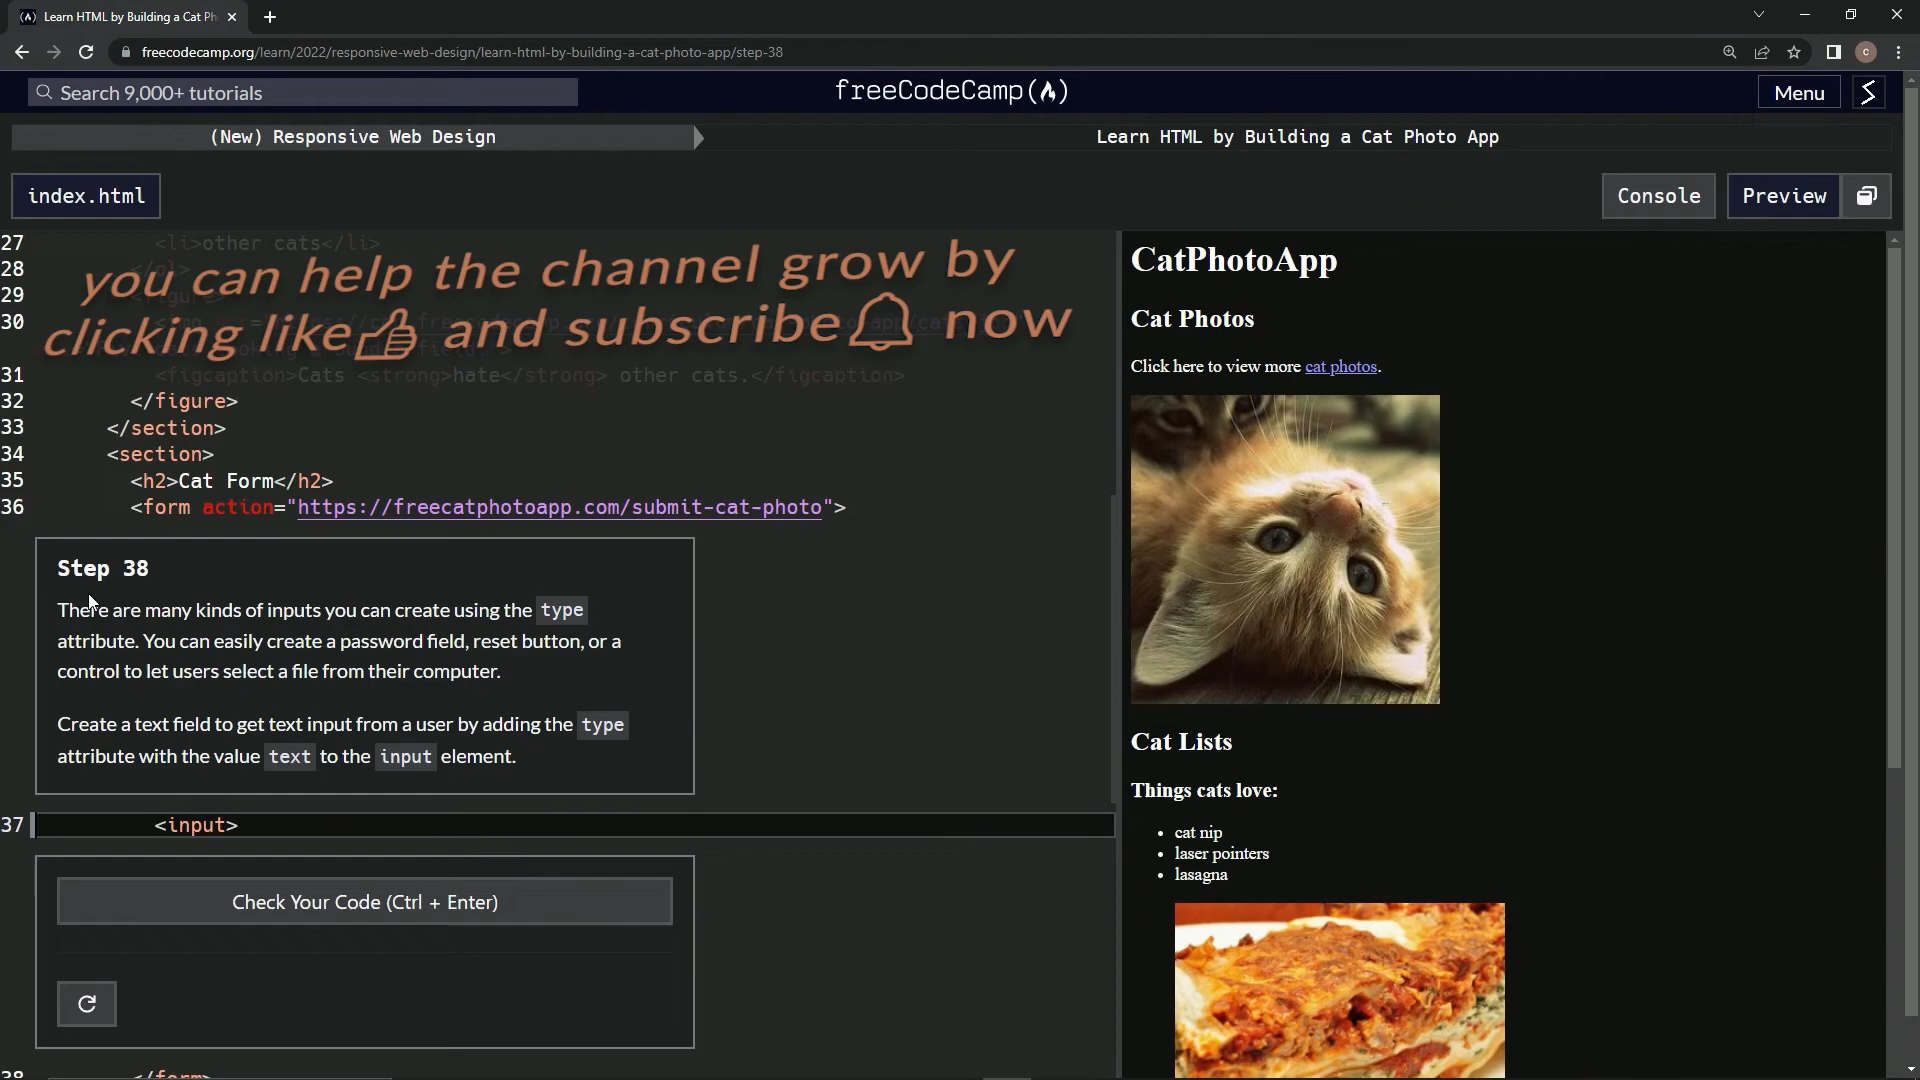 Learn HTML by Building a Cat Ph
freecodecamp.org/learn/2022/responsive-web-design/learn-html-by-building-a-cat-photo-app/step-38
C
Search 9,000+ tutorials
freeCodeCamp(🔥)
Menu
(New) Responsive Web Design
Learn HTML by Building a Cat Photo App
index.html
Console
Preview
you can help the channel grow by
clicking like and subscribe now
27 <li>other cats</li>
28
29
30
31 <figcaption>Cats <strong>hate</strong> other cats.</figcaption>
32 </figure>
33 </section>
34 <section>
35 <h2>Cat Form</h2>
36 <form action="https://freecatphotoapp.com/submit-cat-photo">
Step 38
There are many kinds of inputs you can create using the type
attribute. You can easily create a password field, reset button, or a
control to let users select a file from their computer.
Create a text field to get text input from a user by adding the type
attribute with the value text to the input element.
37 <input>
Check Your Code (Ctrl + Enter)
38 </form>
CatPhotoApp
Cat Photos
Click here to view more cat photos.
Cat Lists
Things cats love:
• cat nip
• laser pointers
• lasagna